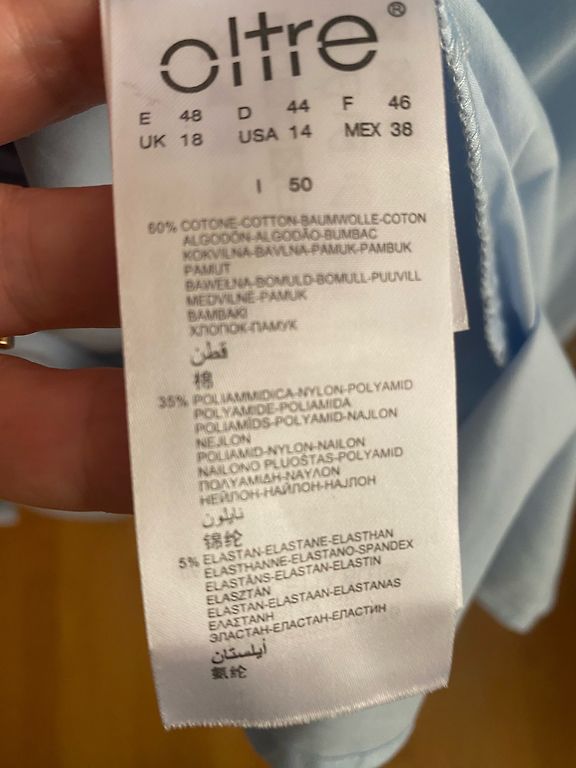 oltre®
E 48 D 44 F 46
UK 18 USA 14 MEX 38
I 50
60% COTONE-COTTON-BAUMWOLLE-COTON
ALGODÓN-ALGODÃO-BUMBAC
KOKVILNA-BAVLNA-PAMUK-PAMBUK
PAMUT
BAWEŁNA-BOMULD-BOMULL-PUUVILL
MEDVILNĖ-PAMUK
BAMBAKI
ХЛОПОК-ПАМУК
قطن
棉
35% POLIAMMIDICA-NYLON-POLYAMID
POLYAMIDE-POLIAMIDA
POLIAMĪDS-POLYAMID-NAJLON
NEJLON
POLIAMID-NYLON-NAILON
NAILONO PLUOŠTAS-POLYAMID
ΠΟΛΥΑΜΙΔΗ-ΝΑΥΛΟΝ
НЕЙЛОН-НАЙЛОН-НАЈЛОН
نايلون
锦纶
5% ELASTAN-ELASTANE-ELASTHAN
ELASTHANNE-ELASTANO-SPANDEX
ELASTĀNS-ELASTAN-ELASTIN
ELASZTÁN
ELASTAN-ELASTAAN-ELASTANAS
ΕΛΑΣΤΑΝΗ
ЭЛАСТАН-ЕЛАСТАН-ЕЛАСТИН
أيلستان
氨纶